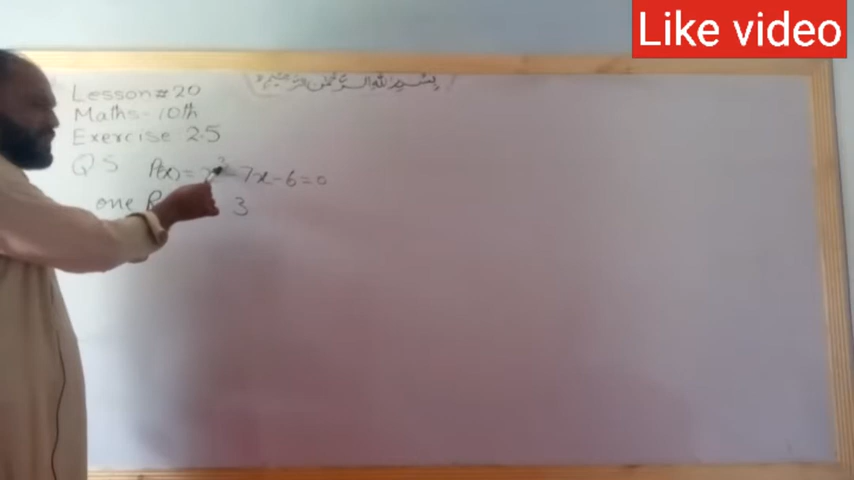 Like video
بسم الله الرحمن الرحيم
Lesson # 20
Maths - 10th
Exercise 2.5
Q5 P(x) = x³ - 7x - 6 = 0
one 3